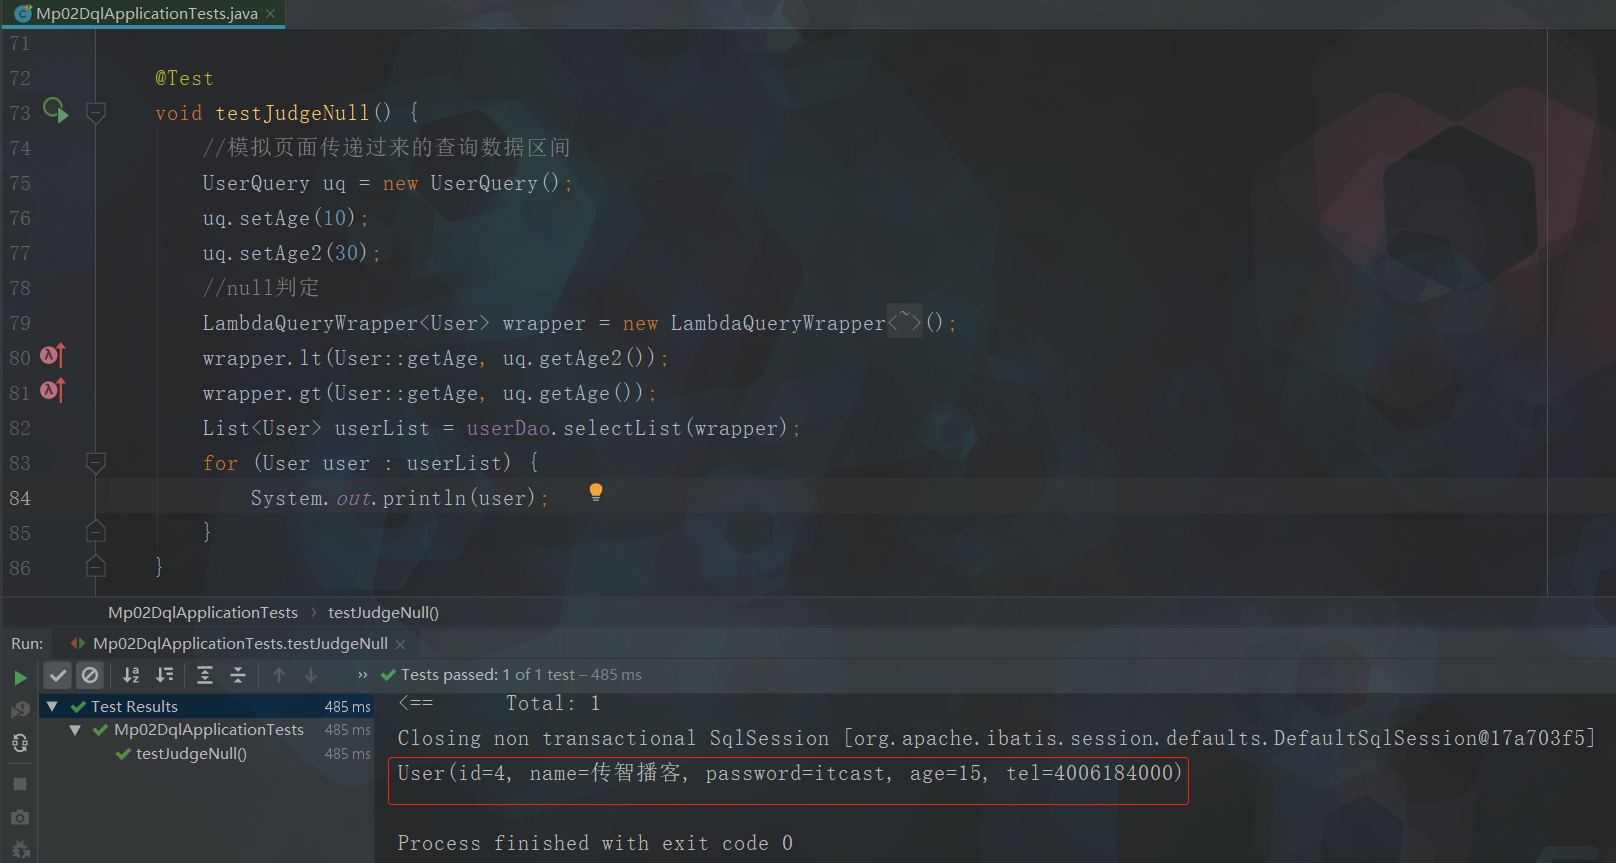 Mp02DqlApplicationTests.java
71
72 @Test
73 void testJudgeNull() {
74 //模拟页面传递过来的查询数据区间
75 UserQuery uq = new UserQuery();
76 uq.setAge(10);
77 uq.setAge2(30);
78 //null判定
79 LambdaQueryWrapper<User> wrapper = new LambdaQueryWrapper<~>();
80 wrapper.lt(User::getAge, uq.getAge2());
81 wrapper.gt(User::getAge, uq.getAge());
82 List<User> userList = userDao.selectList(wrapper);
83 for (User user : userList) {
84 System.out.println(user);
85 }
86 }
Mp02DqlApplicationTests › testJudgeNull()
Run: Mp02DqlApplicationTests.testJudgeNull
Tests passed: 1 of 1 test – 485 ms
Test Results 485 ms
Mp02DqlApplicationTests 485 ms
testJudgeNull() 485 ms
<== Total: 1
Closing non transactional SqlSession [org.apache.ibatis.session.defaults.DefaultSqlSession@17a703f5]
User(id=4, name=传智播客, password=itcast, age=15, tel=4006184000)
Process finished with exit code 0